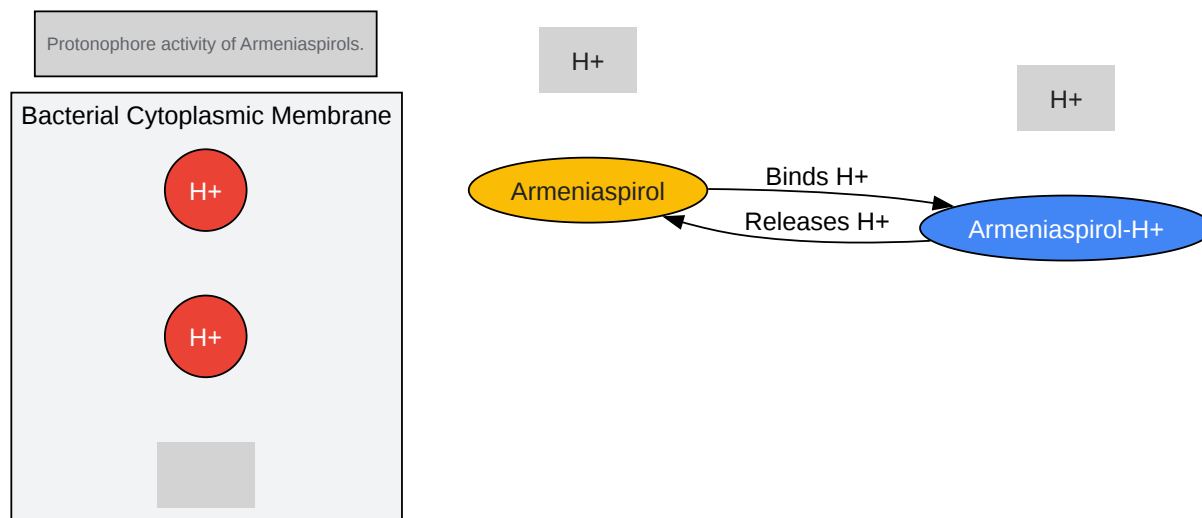 Protonophore activity of Armeniaspirols.
Bacterial Cytoplasmic Membrane
H+
H+
H+
H+
Armeniaspirol
Binds H+
Releases H+
Armeniaspirol-H+